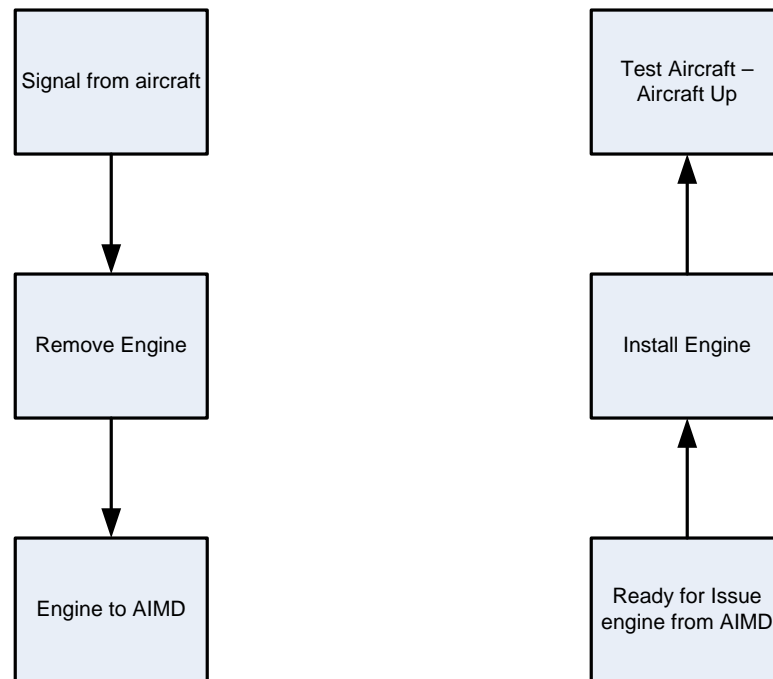 Signal from aircraft
Remove Engine
Engine to AIMD
Test Aircraft –
Aircraft Up
Install Engine
Ready for Issue
engine from AIMD